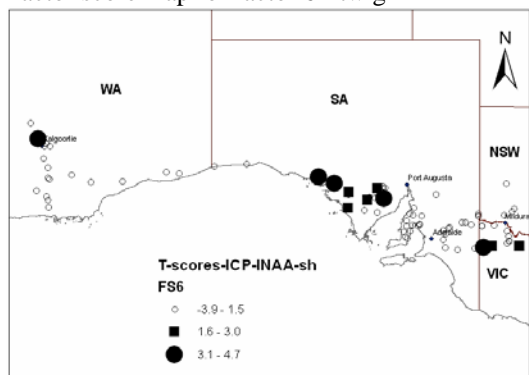 N
WA
SA
NSW
Kalgoorlie
Port Augusta
Mildura
Adelaide
VIC
T-scores-ICP-INAA-sh
FS6
-3.9 - 1.5
1.6 - 3.0
3.1 - 4.7